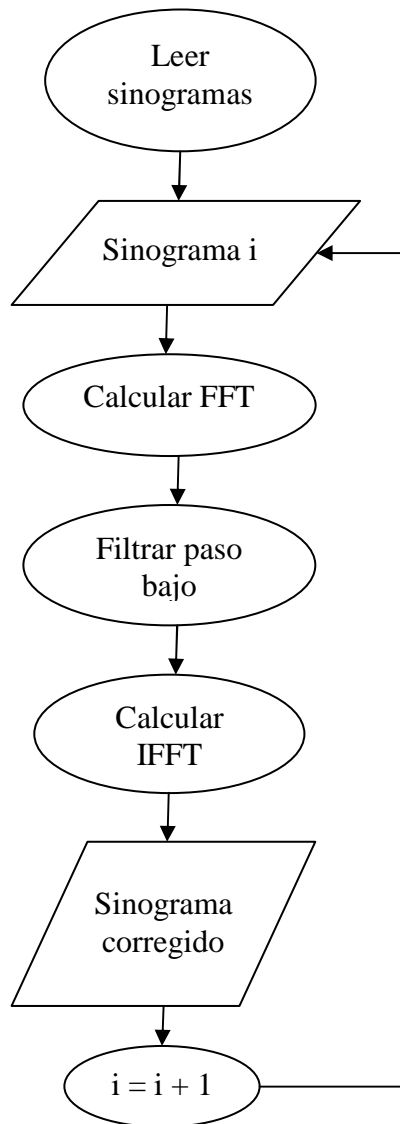 Leer
sinogramas
Sinograma i
Calcular FFT
Filtrar paso
bajo
Calcular
IFFT
Sinograma
corregido
i = i + 1